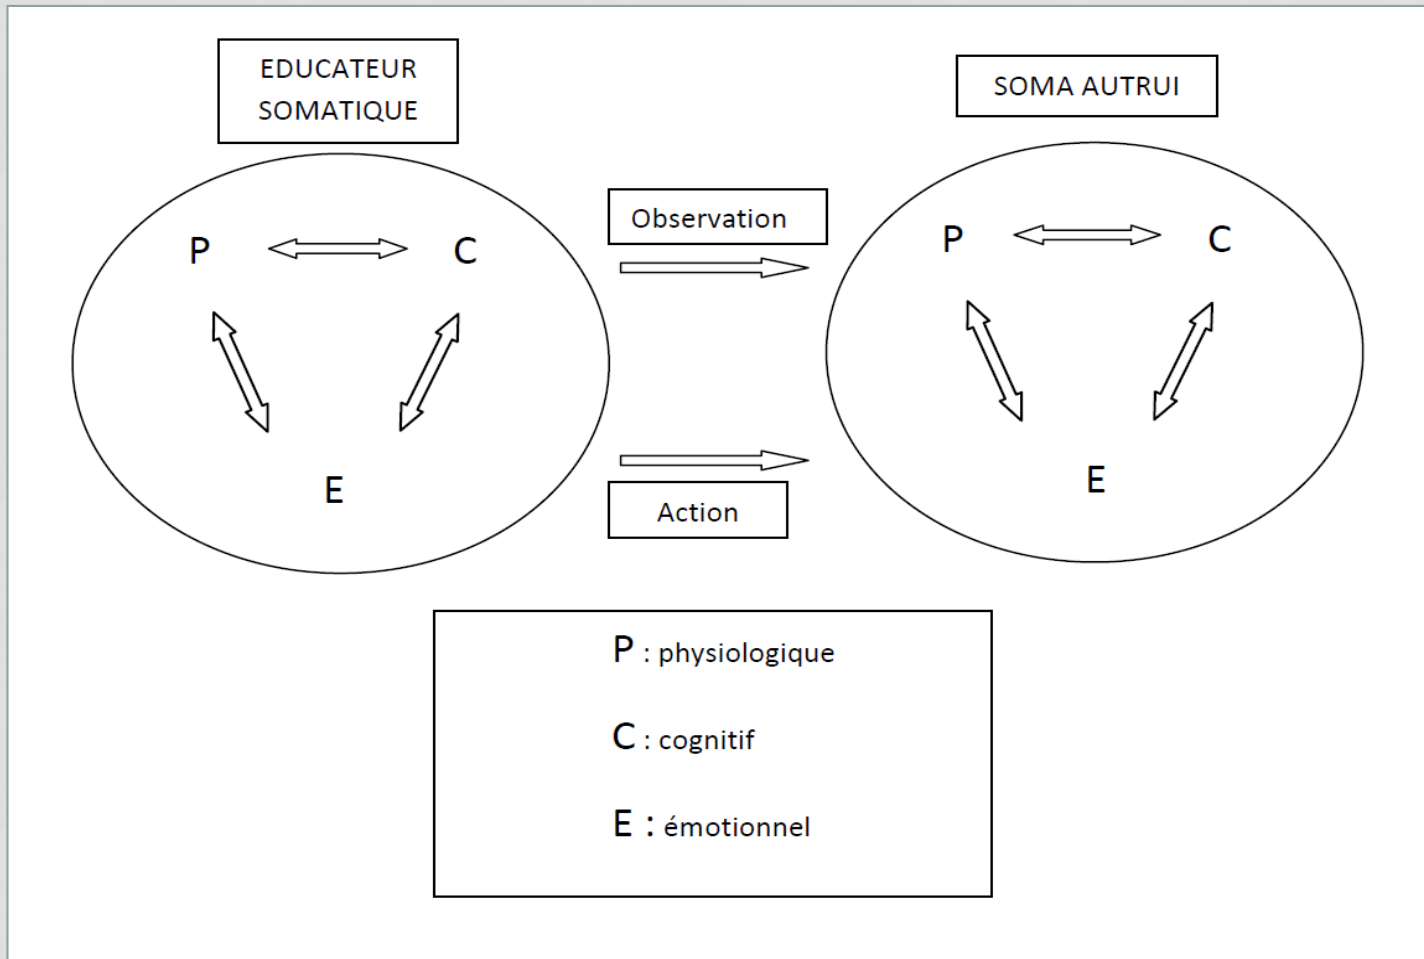 EDUCATEUR
SOMATIQUE
SOMA AUTRUI
P
C
E
Observation
Action
P
C
E
P : physiologique
C : cognitif
E : émotionnel